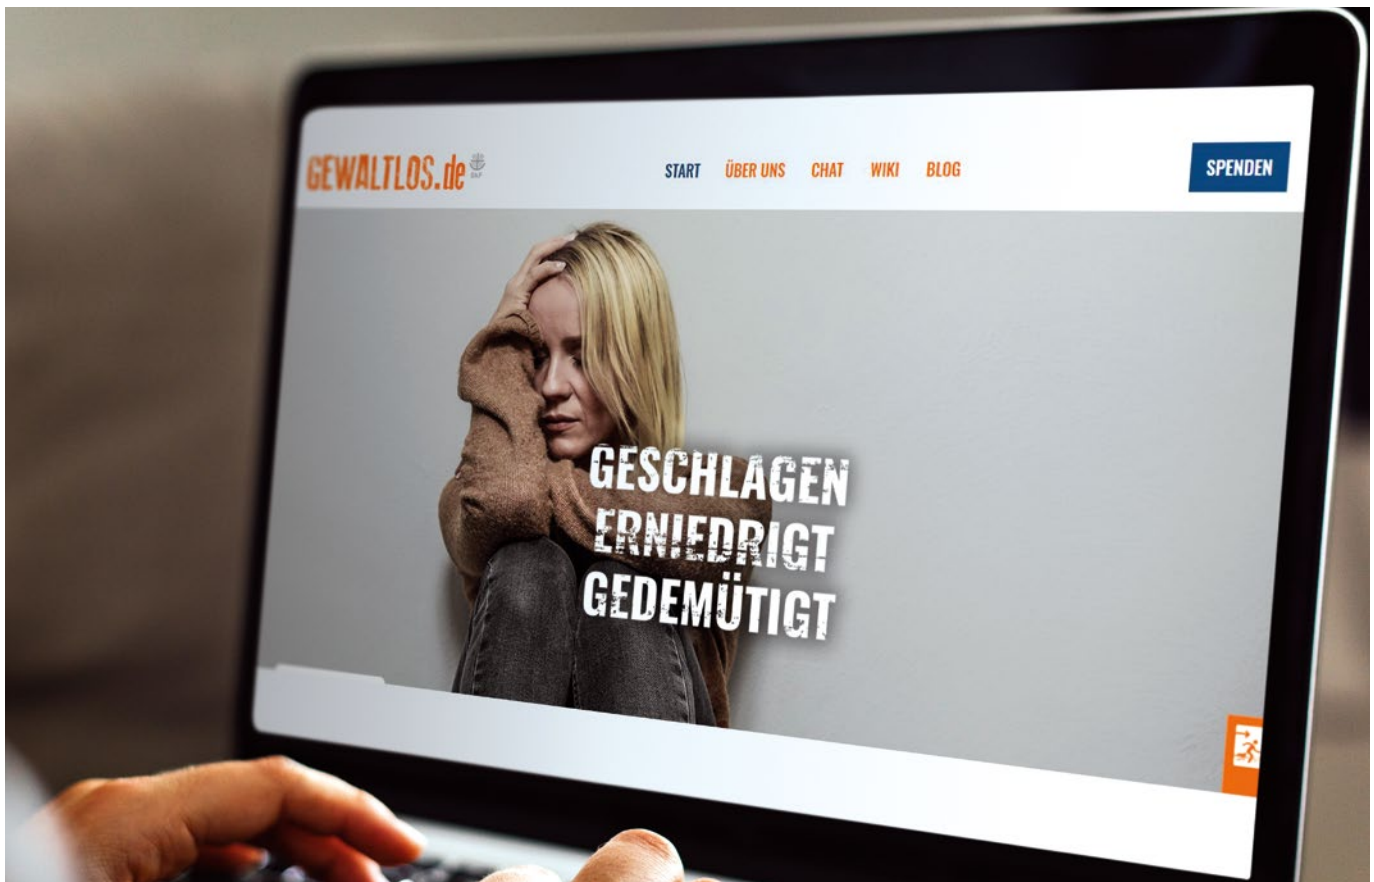 GEWALTLOS.de
START ÜBER UNS CHAT WIKI BLOG
SPENDEN
GESCHLAGEN
ERNIEDRIGT
GEDEMÜTIGT